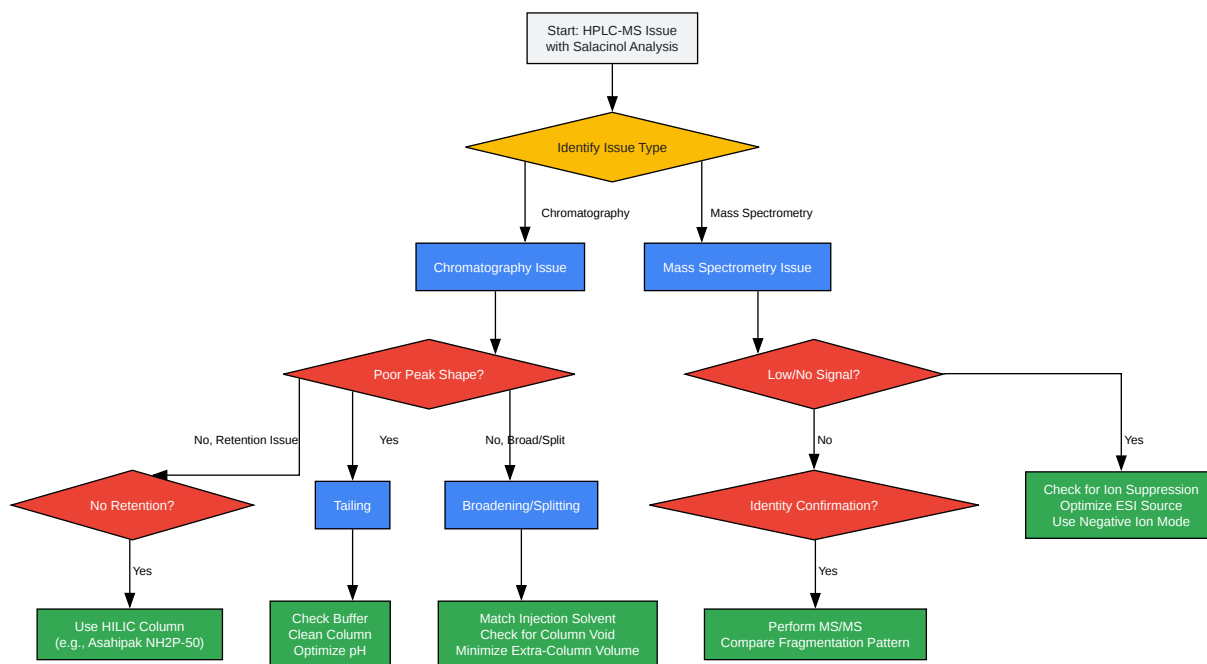 Start: HPLC-MS Issue
with Salacinol Analysis
Identify Issue Type
Chromatography
Mass Spectrometry
Chromatography Issue
Mass Spectrometry Issue
Poor Peak Shape?
Low/No Signal?
No, Retention Issue
Yes
No, Broad/Split
No
Yes
No Retention?
Tailing
Broadening/Splitting
Identity Confirmation?
Check for Ion Suppression
Optimize ESI Source
Use Negative Ion Mode
Yes
Yes
Use HILIC Column
(e.g., Asahipak NH2P-50)
Check Buffer
Clean Column
Optimize pH
Match Injection Solvent
Check for Column Void
Minimize Extra-Column Volume
Perform MS/MS
Compare Fragmentation Pattern